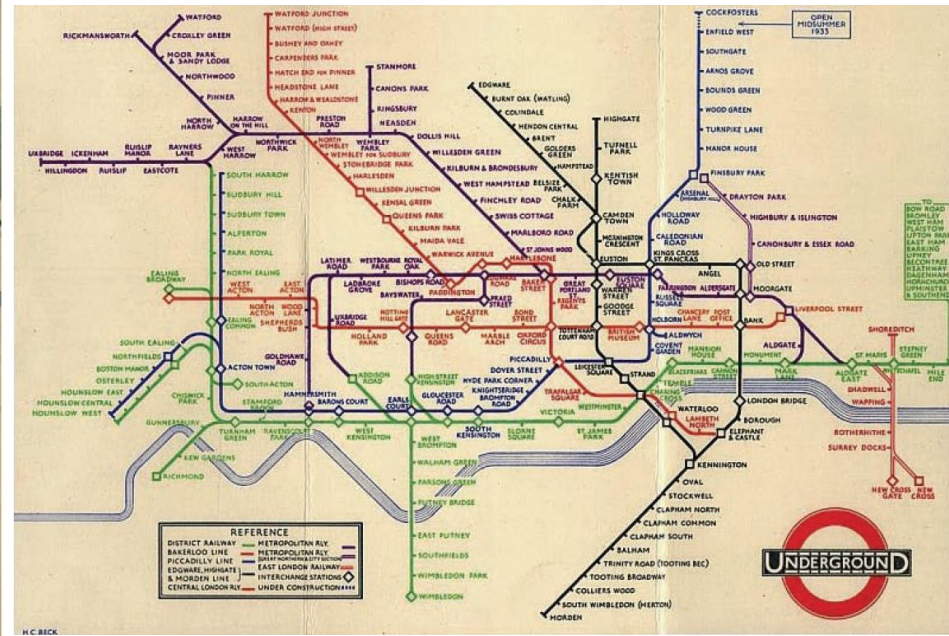 WATFORD
RICKMANSWORTH
CROXLEY GREEN
MOOR PARK
& SANDY LODGE
NORTHWOOD
PINNER
NORTH
HARROW
HARROW
ON THE HILL
WATFORD JUNCTION
WATFORD (HIGH STREET)
BUSHEY AND OXHEY
CARPENDERS PARK
HATCH END FOR PINNER
HEADSTONE LANE
HARROW & WEALDSTONE
KENTON
STANMORE
CANONS PARK
KINGSBURY
PRESTON
ROAD
NEASDEN
NORTHWICK
PARK
WEMBLEY
PARK
DOLLIS HILL
WILLESDEN GREEN
KILBURN & BRONDESBURY
WEST HAMPSTEAD
FINCHLEY ROAD
SWISS COTTAGE
MARLBORO ROAD
ST JOHNS WOOD
NORTH
WEMBLEY
WEMBLEY FOR SUDBURY
STONEBRIDGE PARK
HARLESDEN
WILLESDEN JUNCTION
KENSAL GREEN
QUEENS PARK
KILBURN PARK
MAIDA VALE
WARWICK AVENUE
MARLEBONE
UXBRIDGE
ICKENHAM
RUISLIP
MANOR
RAYNERS
LANE
HILLINGDON
RUISLIP
EASTCOTE
WEST
HARROW
SOUTH HARROW
SUDBURY HILL
SUDBURY TOWN
ALPERTON
PARK ROYAL
NORTH EALING
EDGWARE
BURNT OAK (WATLING)
COLINDALE
HENDON CENTRAL
BRENT
GOLDERS
GREEN
HAMPSTEAD
BELSIZE
PARK
CHALK
FARM
HIGHGATE
TUFNELL
PARK
KENTISH
TOWN
CAMDEN
TOWN
MORNINGTON
CRESCENT
EUSTON
COCKFOSTERS
OPEN
MIDSUMMER
1933
ENFIELD WEST
SOUTHGATE
ARNOS GROVE
BOUNDS GREEN
WOOD GREEN
TURNPIKE LANE
MANOR HOUSE
FINSBURY PARK
ARSENAL
(HIGHBURY HILL)
DRAYTON PARK
HOLLOWAY
ROAD
HIGHBURY & ISLINGTON
CALEDONIAN
ROAD
CANONBURY & ESSEX ROAD
KINGS CROSS
ST. PANCRAS
ANGEL
OLD STREET
TO
BOW ROAD
BROMLEY
WEST HAM
PLAISTOW
UPTON PARK
EAST HAM
BARKING
UPNEY
BECONTREE
HEATHWAY
DAGENHAM
HORNCHURCH
UPMINSTER
& SOUTHEND
EALING
BROADWAY
WEST
ACTON
EAST
ACTON
NORTH
ACTON
WOOD
LANE
SHEPHERDS
BUSH
EALING
COMMON
LATIMER
ROAD
WESTBOURNE
PARK
ROYAL
OAK
LADBROKE
GROVE
BISHOPS ROAD
PADDINGTON
EDGWARE
ROAD
BAKER
STREET
BAYSWATER
PRAED
STREET
GREAT
PORTLAND
REGENTS
PARK
EUSTON
SQUARE
WARREN
STREET
GOODGE
STREET
FARRINGDON
ALDERSGATE
MOORGATE
RUSSELL
SQUARE
UXBRIDGE
ROAD
NOTTING
HILL GATE
LANCASTER
GATE
BOND
STREET
HOLLAND
PARK
QUEENS
ROAD
MARBLE
ARCH
OXFORD
CIRCUS
TOTTENHAM
COURT ROAD
BRITISH
MUSEUM
HOLBORN
CHANCERY
LANE
POST
OFFICE
BANK
LIVERPOOL STREET
ALDWYCH
COVENT
GARDEN
ALDGATE
SHOREDITCH
SOUTH EALING
NORTHFIELDS
BOSTON MANOR
OSTERLEY
HOUNSLOW EAST
HOUNSLOW CENTRAL
HOUNSLOW WEST
ACTON TOWN
SOUTH ACTON
CHISWICK
PARK
GUNNERSBURY
KEW GARDENS
RICHMOND
STAMFORD
BROOK
TURNHAM
GREEN
RAVENSCOURT
PARK
GOLDHAWK
ROAD
HAMMERSMITH
BARONS COURT
WEST
KENSINGTON
ADDISON
ROAD
EARLS
COURT
HIGH STREET
KENSINGTON
GLOUCESTER
ROAD
SOUTH
KENSINGTON
PICCADILLY
DOVER STREET
HYDE PARK CORNER
KNIGHTSBRIDGE
BROMPTON
ROAD
SLOANE
SQUARE
VICTORIA
ST. JAMES
PARK
WESTMINSTER
TRAFALGAR
SQUARE
LEICESTER
SQUARE
STRAND
CHARING
CROSS
TEMPLE
BLACKFRIARS
MANSION
HOUSE
CANNON
STREET
MONUMENT
MARK
LANE
ALDGATE
EAST
ST. MARYS
STEPNEY
GREEN
WHITECHAPEL
MILE
END
SHADWELL
WAPPING
ROTHERHITHE
SURREY DOCKS
NEW CROSS
GATE
NEW
CROSS
LONDON BRIDGE
BOROUGH
ELEPHANT
& CASTLE
WATERLOO
LAMBETH
NORTH
KENNINGTON
OVAL
STOCKWELL
CLAPHAM NORTH
CLAPHAM COMMON
CLAPHAM SOUTH
BALHAM
TRINITY ROAD (TOOTING BEC)
TOOTING BROADWAY
COLLIERS WOOD
SOUTH WIMBLEDON (MERTON)
MORDEN
WEST
BROMPTON
WALHAM GREEN
PARSONS GREEN
PUTNEY BRIDGE
EAST PUTNEY
SOUTHFIELDS
WIMBLEDON PARK
WIMBLEDON
REFERENCE
DISTRICT RAILWAY
BAKERLOO LINE
PICCADILLY LINE
EDGWARE, HIGHGATE
& MORDEN LINE
CENTRAL LONDON RLY.
METROPOLITAN RLY.
METROPOLITAN RLY.
(GREAT NORTHERN & CITY SECTION)
EAST LONDON RAILWAY
INTERCHANGE STATIONS
UNDER CONSTRUCTION
UNDERGROUND
H.C. BECK